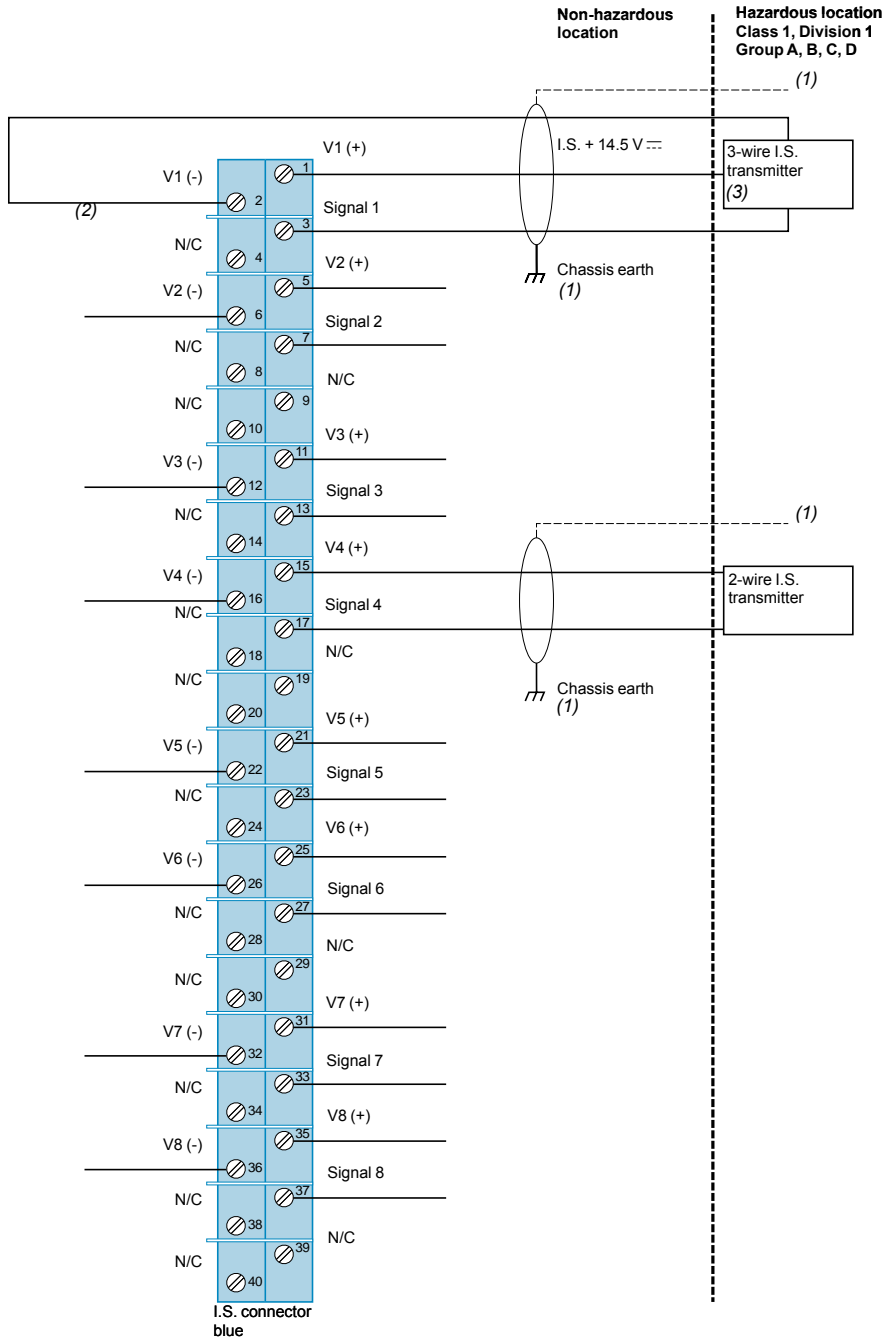 Non-hazardous
location
Hazardous location
Class 1, Division 1
Group A, B, C, D
(1)
V1 (+)
I.S. + 14.5 V ⎓
3-wire I.S.
transmitter
(3)
V1 (-)
1
2
(2)
Signal 1
3
N/C
4
V2 (+)
Chassis earth
(1)
V2 (-)
5
6
Signal 2
7
N/C
8
N/C
9
N/C
10
V3 (+)
11
V3 (-)
12
Signal 3
13
N/C
14
(1)
V4 (+)
15
V4 (-)
16
2-wire I.S.
transmitter
Signal 4
N/C
17
18
N/C
19
N/C
20
Chassis earth
(1)
V5 (+)
21
V5 (-)
22
Signal 5
23
N/C
24
V6 (+)
25
V6 (-)
26
Signal 6
27
N/C
28
N/C
29
N/C
30
V7 (+)
31
V7 (-)
32
Signal 7
33
N/C
34
V8 (+)
35
V8 (-)
36
Signal 8
37
N/C
38
N/C
39
N/C
40
I.S. connector
blue